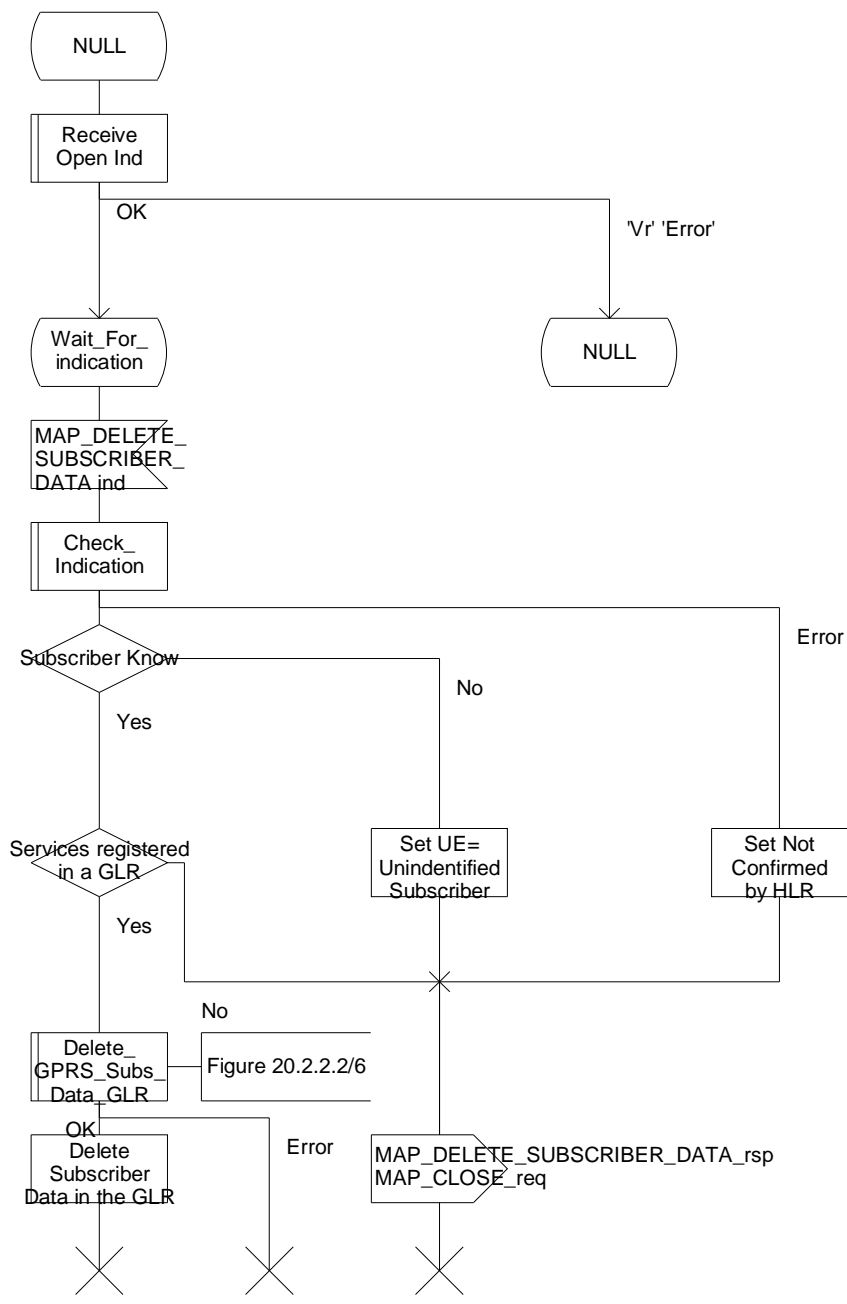 NULL
Receive
Open Ind
OK
'Vr' 'Error'
Wait_For_
indication
NULL
MAP_DELETE_
SUBSCRIBER_
DATA ind
Check_
Indication
Error
Subscriber Know
No
Yes
Services registered
in a GLR
Set UE=
Unindentified
Subscriber
Set Not
Confirmed
by HLR
Yes
No
Delete_
GPRS_Subs_
Data_GLR
Figure 20.2.2.2/6
OK
Error
Delete
Subscriber
Data in the GLR
MAP_DELETE_SUBSCRIBER_DATA_rsp
MAP_CLOSE_req